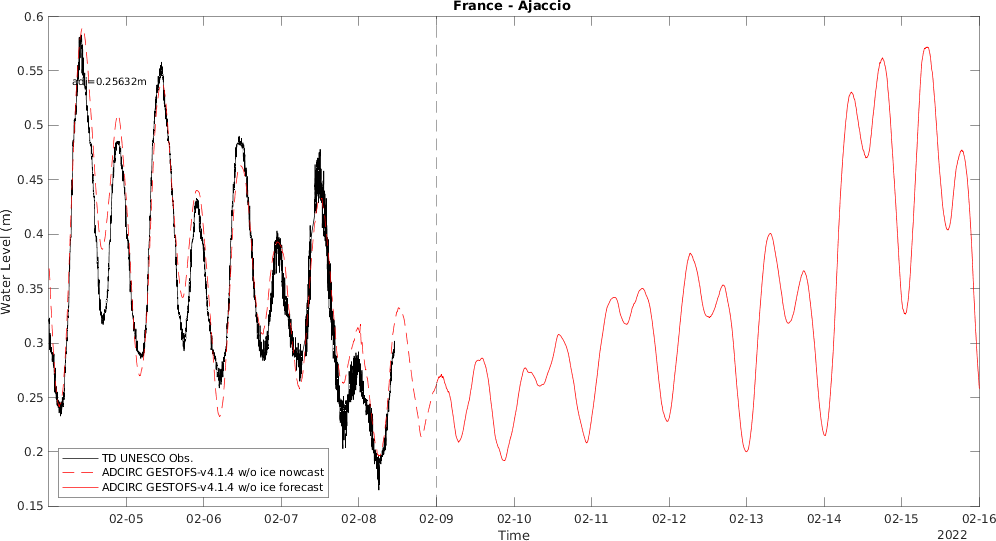 France - Ajaccio
0.6
0.55
0.5
0.45
0.4
0.35
0.3
0.25
0.2
0.15
Water Level (m)
adj=0.25632m
TD UNESCO Obs.
ADCIRC GESTOFS-v4.1.4 w/o ice nowcast
ADCIRC GESTOFS-v4.1.4 w/o ice forecast
02-05 02-06 02-07 02-08 02-09 02-10 02-11 02-12 02-13 02-14 02-15 02-16
Time
2022